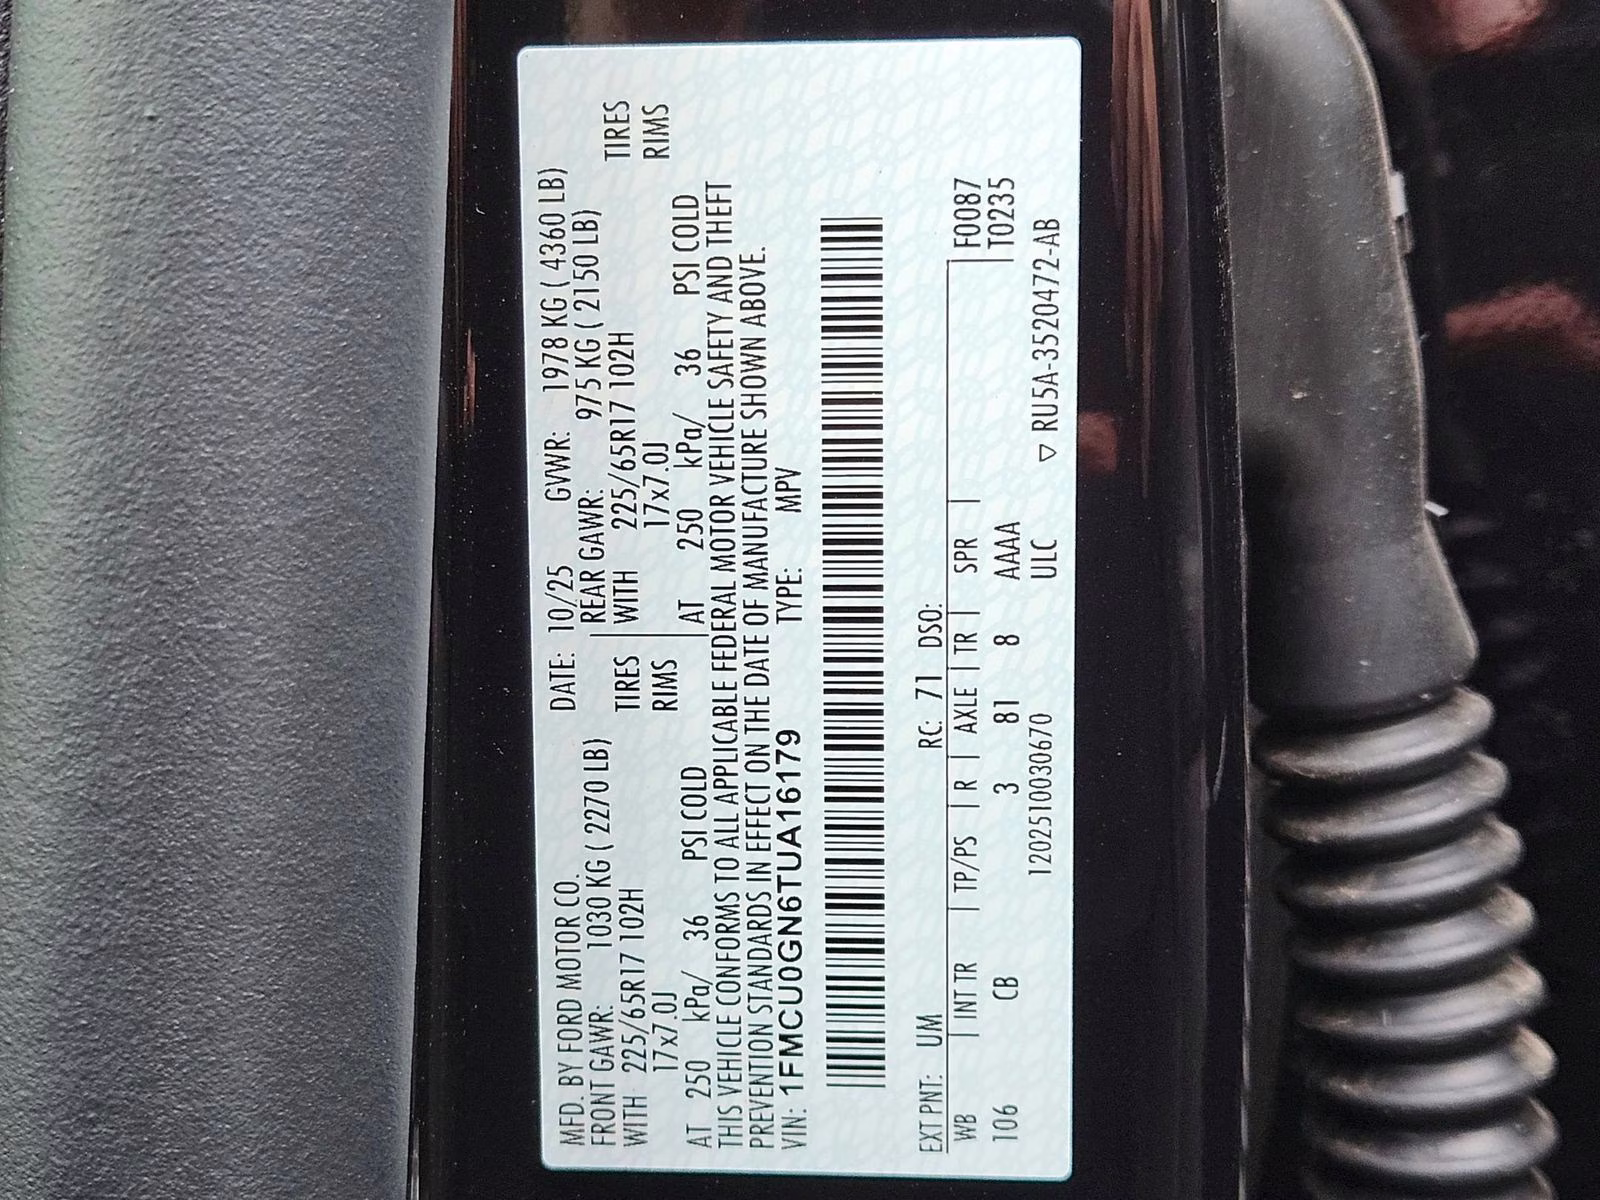 MFD. BY FORD MOTOR CO. DATE: 10/25 GVWR: 1978 KG ( 4360 LB)
FRONT GAWR: 1030 KG ( 2270 LB) REAR GAWR: 975 KG ( 2150 LB)
WITH 225/65R17 102H TIRES WITH 225/65R17 102H TIRES
17x7.0J RIMS 17x7.0J RIMS
AT 250 kPa/ 36 PSI COLD AT 250 kPa/ 36 PSI COLD
THIS VEHICLE CONFORMS TO ALL APPLICABLE FEDERAL MOTOR VEHICLE SAFETY AND THEFT
PREVENTION STANDARDS IN EFFECT ON THE DATE OF MANUFACTURE SHOWN ABOVE.
VIN: 1FMCU0GN6TUA16179 TYPE: MPV
EXT PNT: UM RC: 71 DSO:
WB INT TR TP/PS R AXLE TR SPR F0087
106 CB 3 81 8 AAAA T0235
120251003067​0 ULC
▽ RU5A-3520472-AB